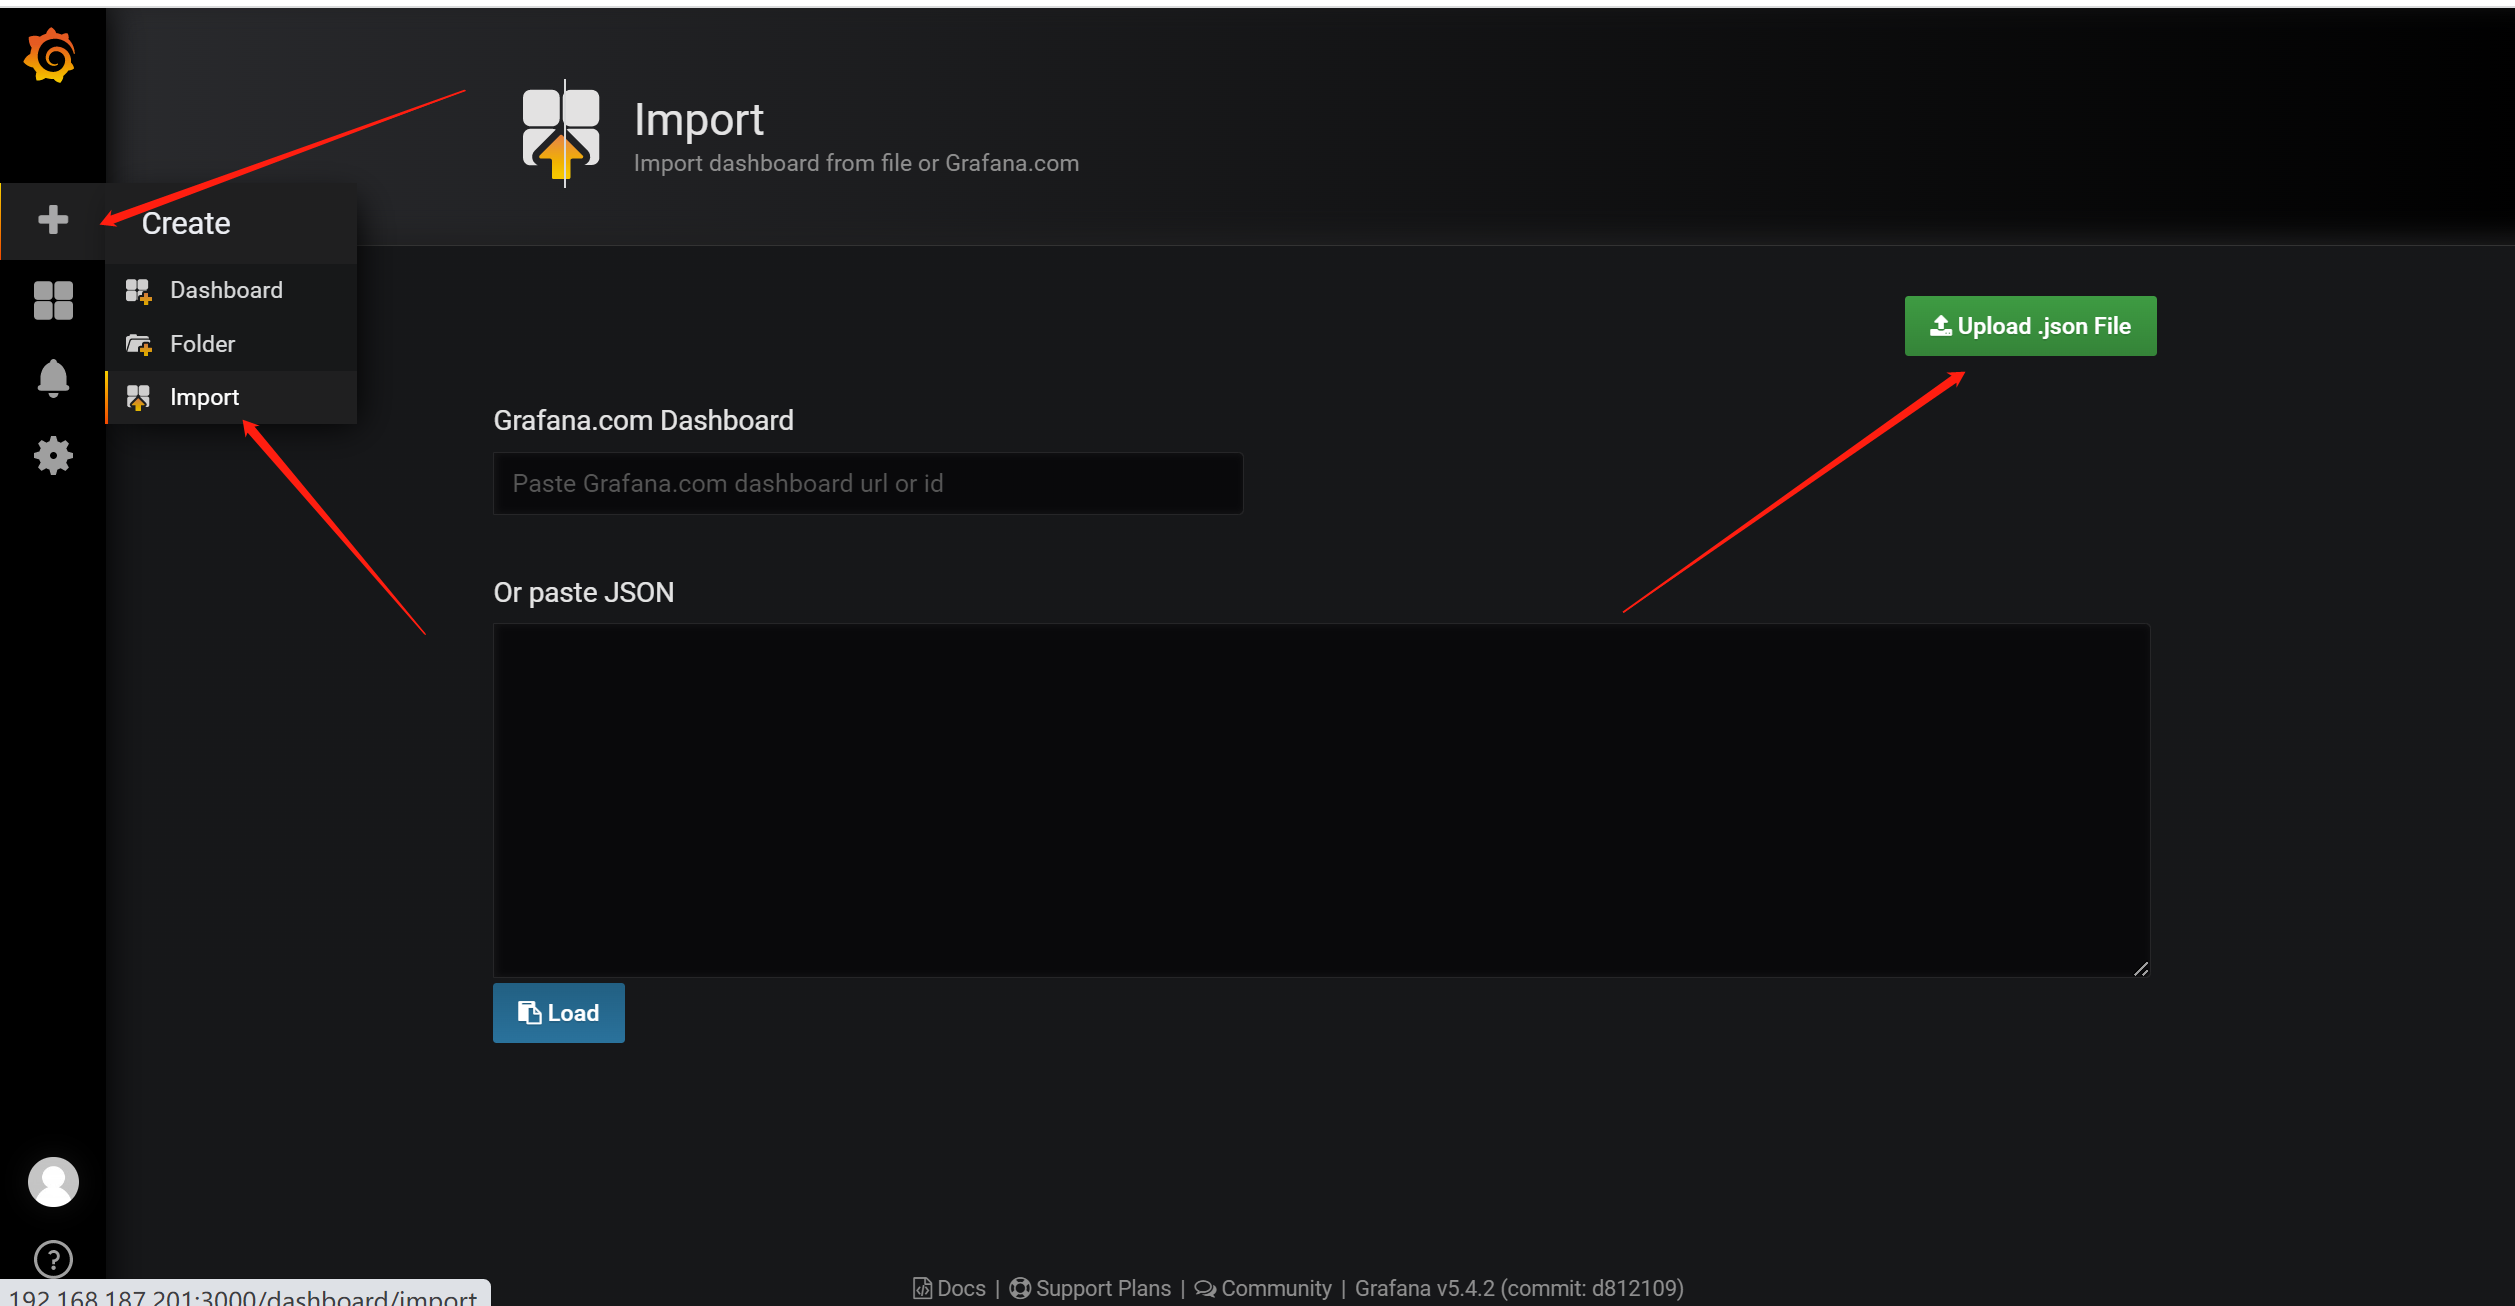 Import
Import dashboard from file or Grafana.com
Create
Dashboard
Folder
Import
Upload .json File
Grafana.com Dashboard
Paste Grafana.com dashboard url or id
Or paste JSON
Load
Docs | Support Plans | Community | Grafana v5.4.2 (commit: d812109)
192.168.187.201:3000/dashboard/import